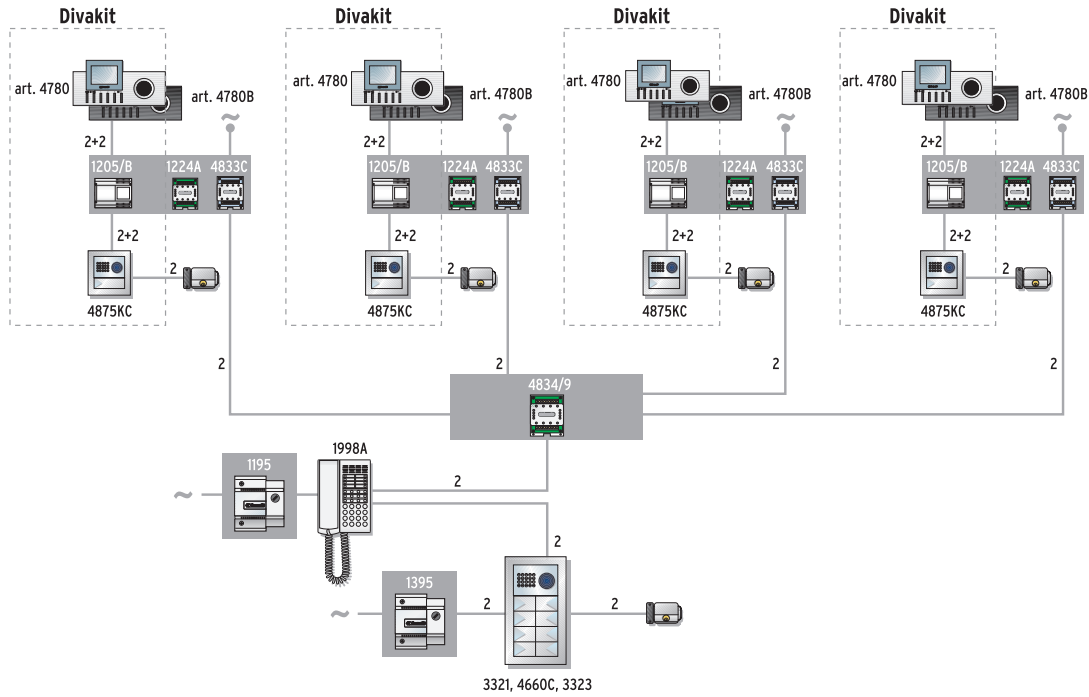 Divakit
Divakit
Divakit
Divakit
art. 4780
art. 4780B
art. 4780
art. 4780B
art. 4780
art. 4780B
art. 4780
art. 4780B
2+2
2+2
2+2
2+2
1205/B
1224A
4833C
1205/B
1224A
4833C
1205/B
1224A
4833C
1205/B
1224A
4833C
2+2
2+2
2+2
2+2
2
2
2
2
4875KC
4875KC
4875KC
4875KC
2
2
2
2
4834/9
1998A
1195
2
2
1395
2
2
3321, 4660C, 3323